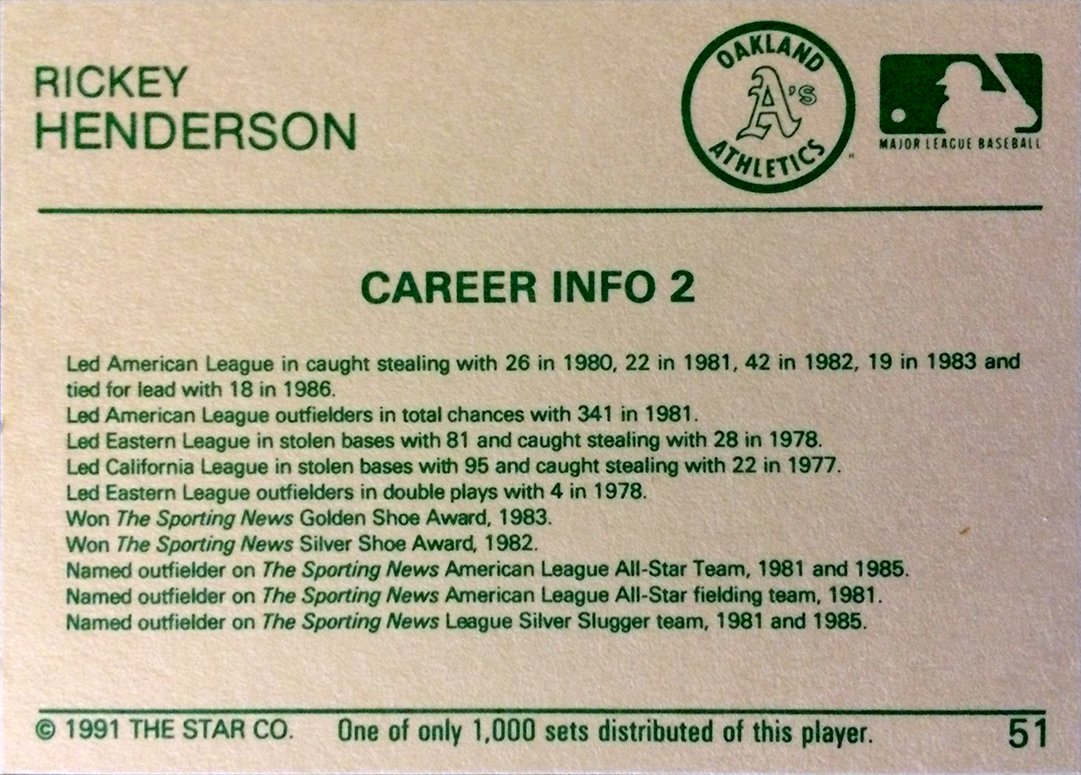 RICKEY
HENDERSON
OAKLAND
A's
ATHLETICS
MAJOR LEAGUE BASEBALL
CAREER INFO 2
Led American League in caught stealing with 26 in 1980, 22 in 1981, 42 in 1982, 19 in 1983 and
tied for lead with 18 in 1986.
Led American League outfielders in total chances with 341 in 1981.
Led Eastern League in stolen bases with 81 and caught stealing with 28 in 1978.
Led California League in stolen bases with 95 and caught stealing with 22 in 1977.
Led Eastern League outfielders in double plays with 4 in 1978.
Won The Sporting News Golden Shoe Award, 1983.
Won The Sporting News Silver Shoe Award, 1982.
Named outfielder on The Sporting News American League All-Star Team, 1981 and 1985.
Named outfielder on The Sporting News American League All-Star fielding team, 1981.
Named outfielder on The Sporting News League Silver Slugger team, 1981 and 1985.
© 1991 THE STAR CO. One of only 1,000 sets distributed of this player. 51